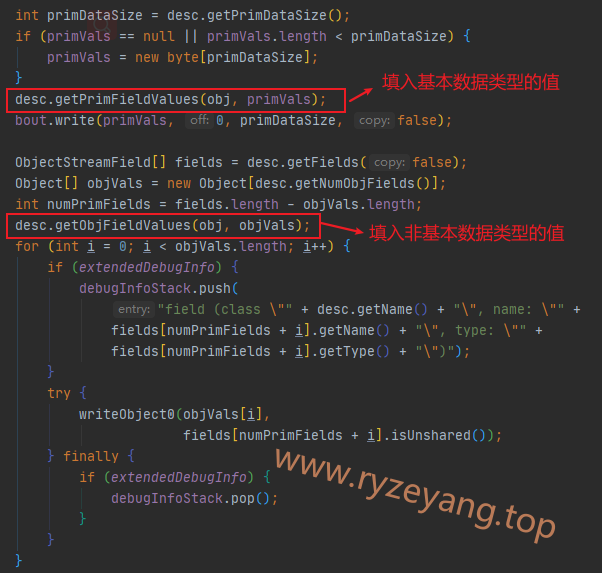 int primDataSize = desc.getPrimDataSize();
if (primVals == null || primVals.length < primDataSize) {
primVals = new byte[primDataSize];
}
desc.getPrimFieldValues(obj, primVals); 填入基本数据类型的值
bout.write(primVals, off: 0, primDataSize, copy: false);
ObjectStreamField[] fields = desc.getFields( copy: false);
Object[] objVals = new Object[desc.getNumObjFields()];
int numPrimFields = fields.length - objVals.length;
desc.getObjFieldValues(obj, objVals); 填入非基本数据类型的值
for (int i = 0; i < objVals.length; i++) {
if (extendedDebugInfo) {
debugInfoStack.push(
entry: "field (class \"" + desc.getName() + "\", name: \"" +
fields[numPrimFields + i].getName() + "\", type: \"" +
fields[numPrimFields + i].getType() + "\")");
}
try {
writeObject0(objVals[i],
fields[numPrimFields + i].isUnshared());
} finally {
if (extendedDebugInfo) {
debugInfoStack.pop();
}
}
}
www.ryzeyang.top